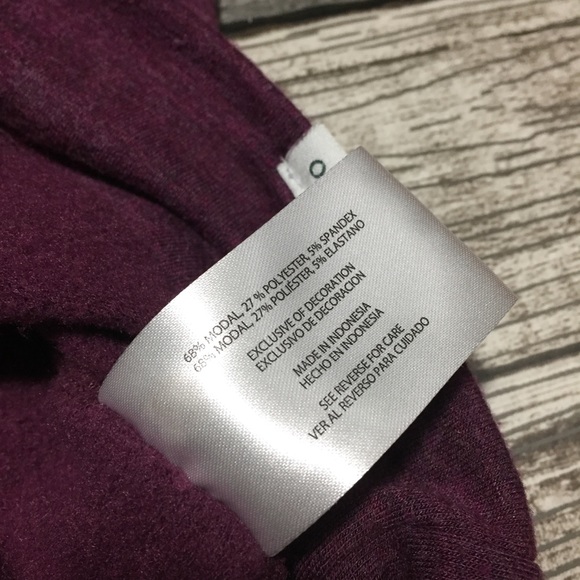 O
68% MODAL, 27 % POLYESTER, 5% SPANDEX
68% MODAL, 27% POLIÉSTER, 5% ELASTANO
EXCLUSIVE OF DECORATION
EXCLUSIVO DE DECORACION
MADE IN INDONESIA
HECHO EN INDONESIA
SEE REVERSE FOR CARE
VER AL REVERSO PARA CUIDADO